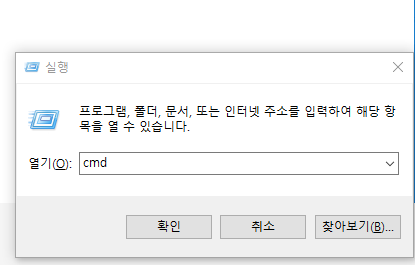 실행
프로그램, 폴더, 문서, 또는 인터넷 주소를 입력하여 해당 항
목을 열 수 있습니다.
열기(O): cmd
확인 취소 찾아보기(B)...